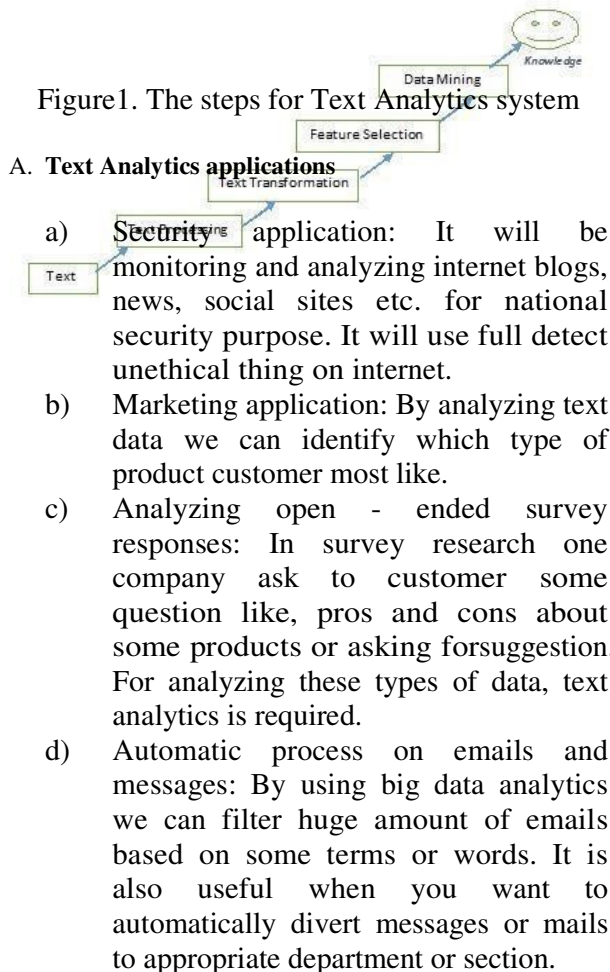 Knowledge
Data Mining
Figure1. The steps for Text Analytics system
Feature Selection
A. Text Analytics applications
Text Transformation
Text Processing
a) Security application: It will be
Text
monitoring and analyzing internet blogs,
news, social sites etc. for national
security purpose. It will use full detect
unethical thing on internet.
b) Marketing application: By analyzing text
data we can identify which type of
product customer most like.
c) Analyzing open - ended survey
responses: In survey research one
company ask to customer some
question like, pros and cons about
some products or asking forsuggestion.
For analyzing these types of data, text
analytics is required.
d) Automatic process on emails and
messages: By using big data analytics
we can filter huge amount of emails
based on some terms or words. It is
also useful when you want to
automatically divert messages or mails
to appropriate department or section.